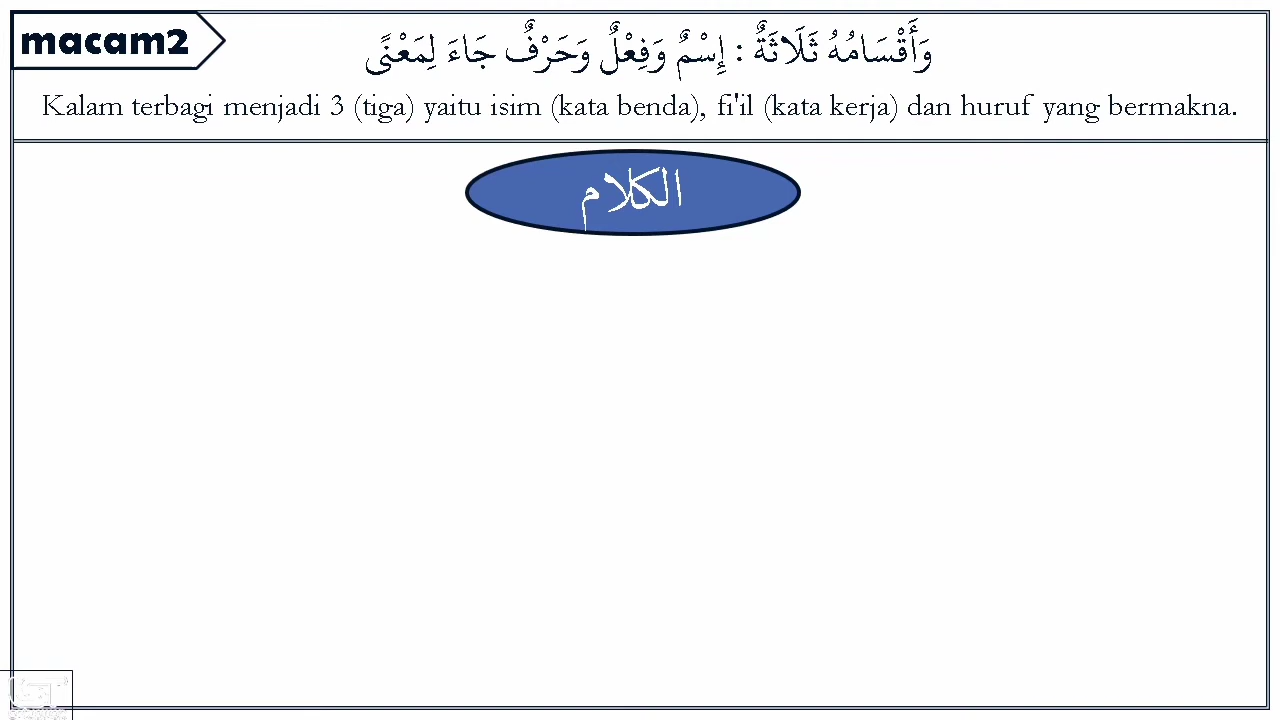 macam2
وَأَقْسَامُهُ ثَلَاثَةٌ : إِسْمٌ وَفِعْلٌ وَحَرْفٌ جَاءَ لِمَعْنًى
Kalam terbagi menjadi 3 (tiga) yaitu isim (kata benda), fi'il (kata kerja) dan huruf yang bermakna.
الكلام